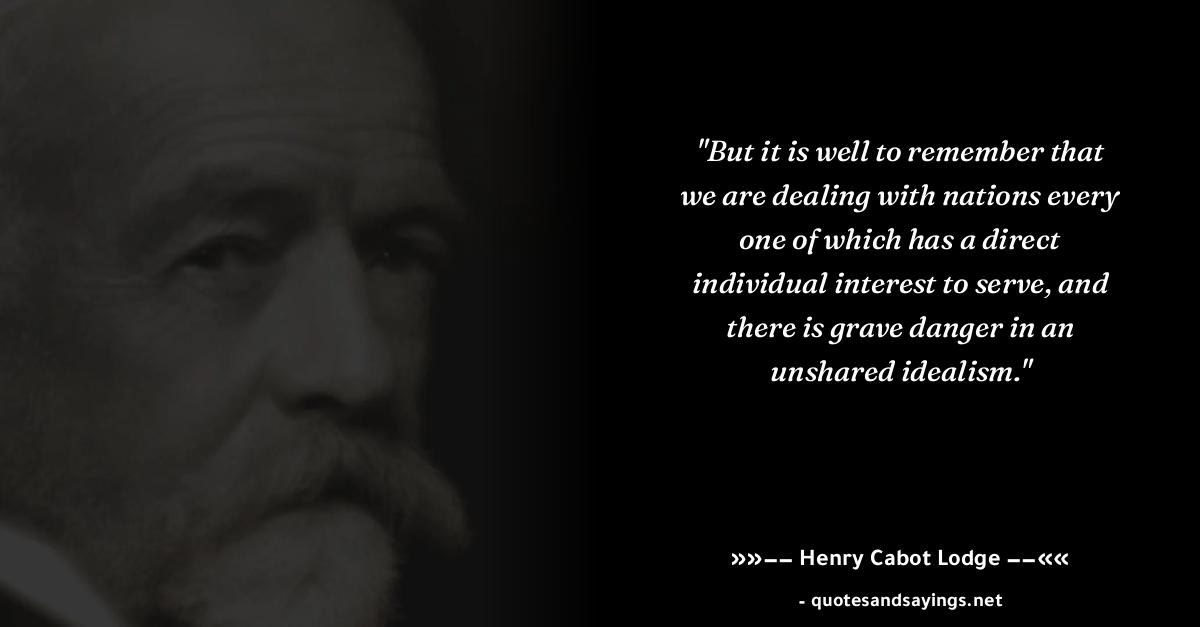 "But it is well to remember that
we are dealing with nations every
one of which has a direct
individual interest to serve, and
there is grave danger in an
unshared idealism."
»»−− Henry Cabot Lodge −−««
- quotesandsayings.net